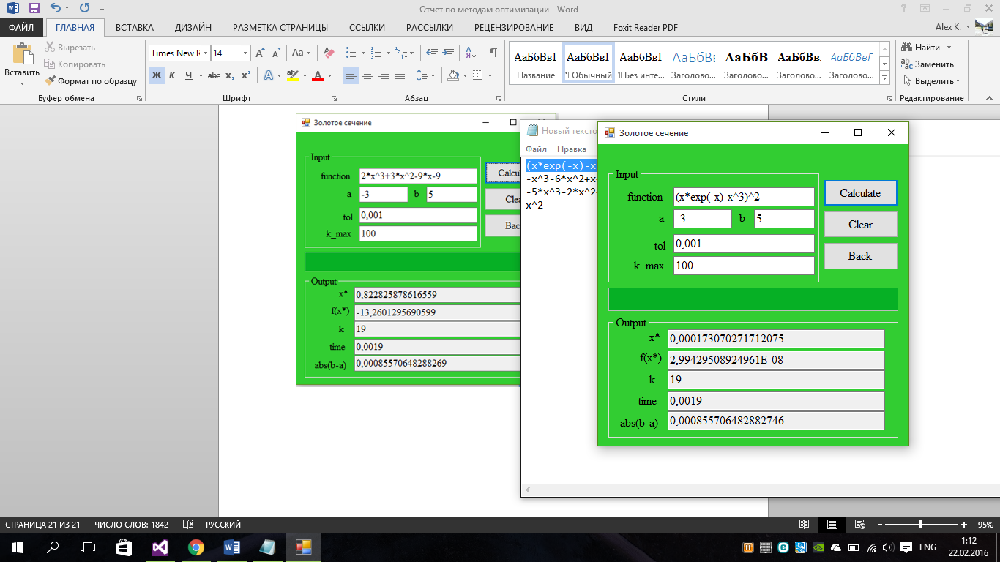 Отчет по методам оптимизации - Word
ФАЙЛ ГЛАВНАЯ ВСТАВКА ДИЗАЙН РАЗМЕТКА СТРАНИЦЫ ССЫЛКИ РАССЫЛКИ РЕЦЕНЗИРОВАНИЕ ВИД Foxit Reader PDF Alex K.
Вставить
Вырезать
Копировать
Формат по образцу
Буфер обмена
Times New R 14
Ж К Ч abc x₂ x²
Шрифт
Абзац
АаБбВвГ АаБбВвГ АаБбВвГ АаБбВ АаБбВ АаБбВв АаБбВвГ
Название ¶ Обычный ¶ Без инте... Заголово... Заголово... Заголово... Заголово...
Стили
Найти
Заменить
Выделить
Редактирование
Золотое сечение
Input
function 2*x^3+3*x^2-9*x-9
a -3 b 5
tol 0,001
k_max 100
Calcu
Clea
Bac
Output
x* 0,822825878616559
f(x*) -13,2601295690599
k 19
time 0,0019
abs(b-a) 0,00085570648288269
Новый тексто
Файл Правка
(x*exp(-x)-x
-x^3-6*x^2+x
-5*x^3-2*x^2
x^2
Золотое сечение
Input
function (x*exp(-x)-x^3)^2
a -3 b 5
tol 0,001
k_max 100
Calculate
Clear
Back
Output
x* 0,000173070271712075
f(x*) 2,99429508924961E-08
k 19
time 0,0019
abs(b-a) 0,000855706482882746
СТРАНИЦА 21 ИЗ 21 ЧИСЛО СЛОВ: 1842 РУССКИЙ 95%
ENG
1:12
22.02.2016